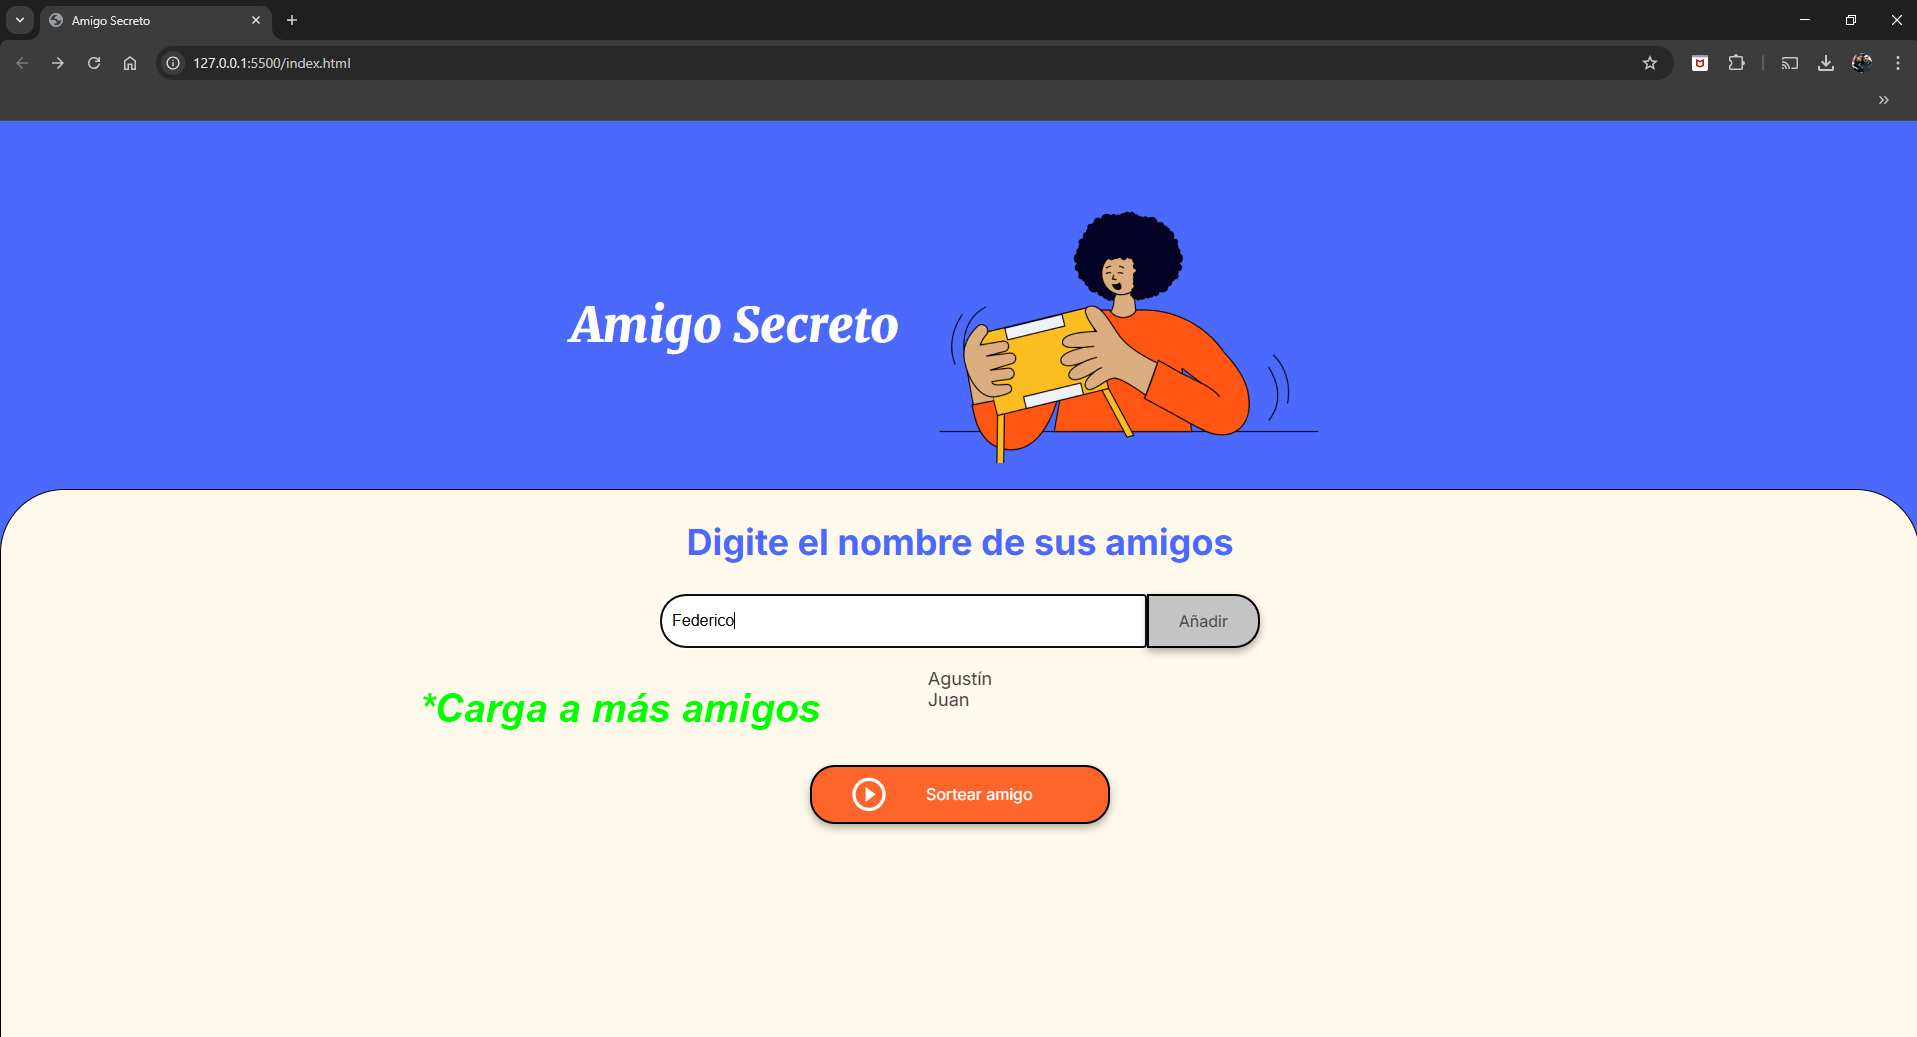 Amigo Secreto
127.0.0.1:5500/index.html
Amigo Secreto
Digite el nombre de sus amigos
Federico
Añadir
Agustín
Juan
*Carga a más amigos
Sortear amigo